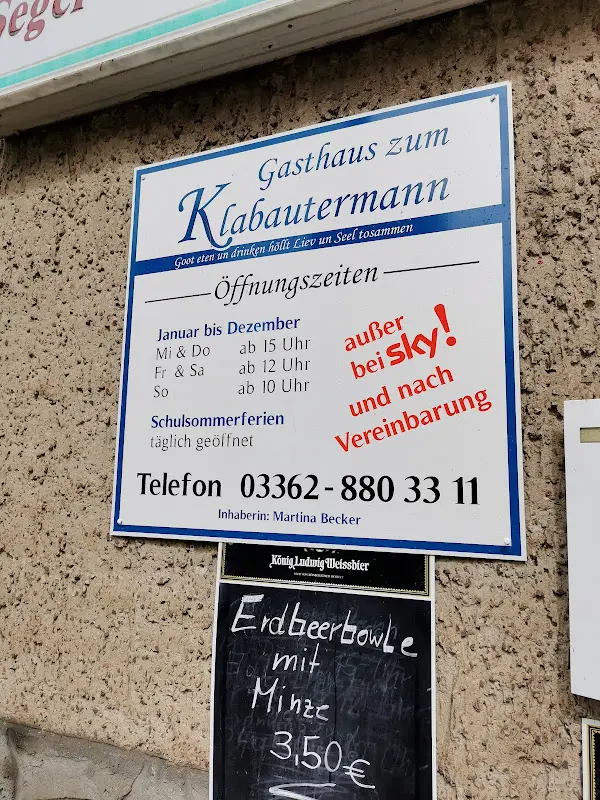 Gasthaus zum
Klabautermann
Goot eten un drinken höllt Liev un Seel tosammen
Öffnungszeiten
Januar bis Dezember
Mi & Do ab 15 Uhr
Fr & Sa ab 12 Uhr
So ab 10 Uhr
Schulsommerferien
täglich geöffnet
außer
bei sky!
und nach
Vereinbarung
Telefon 03362-880 33 11
Inhaberin: Martina Becker
König Ludwig Weissbier
Erdbeerbowle
mit
Minze
3,50€